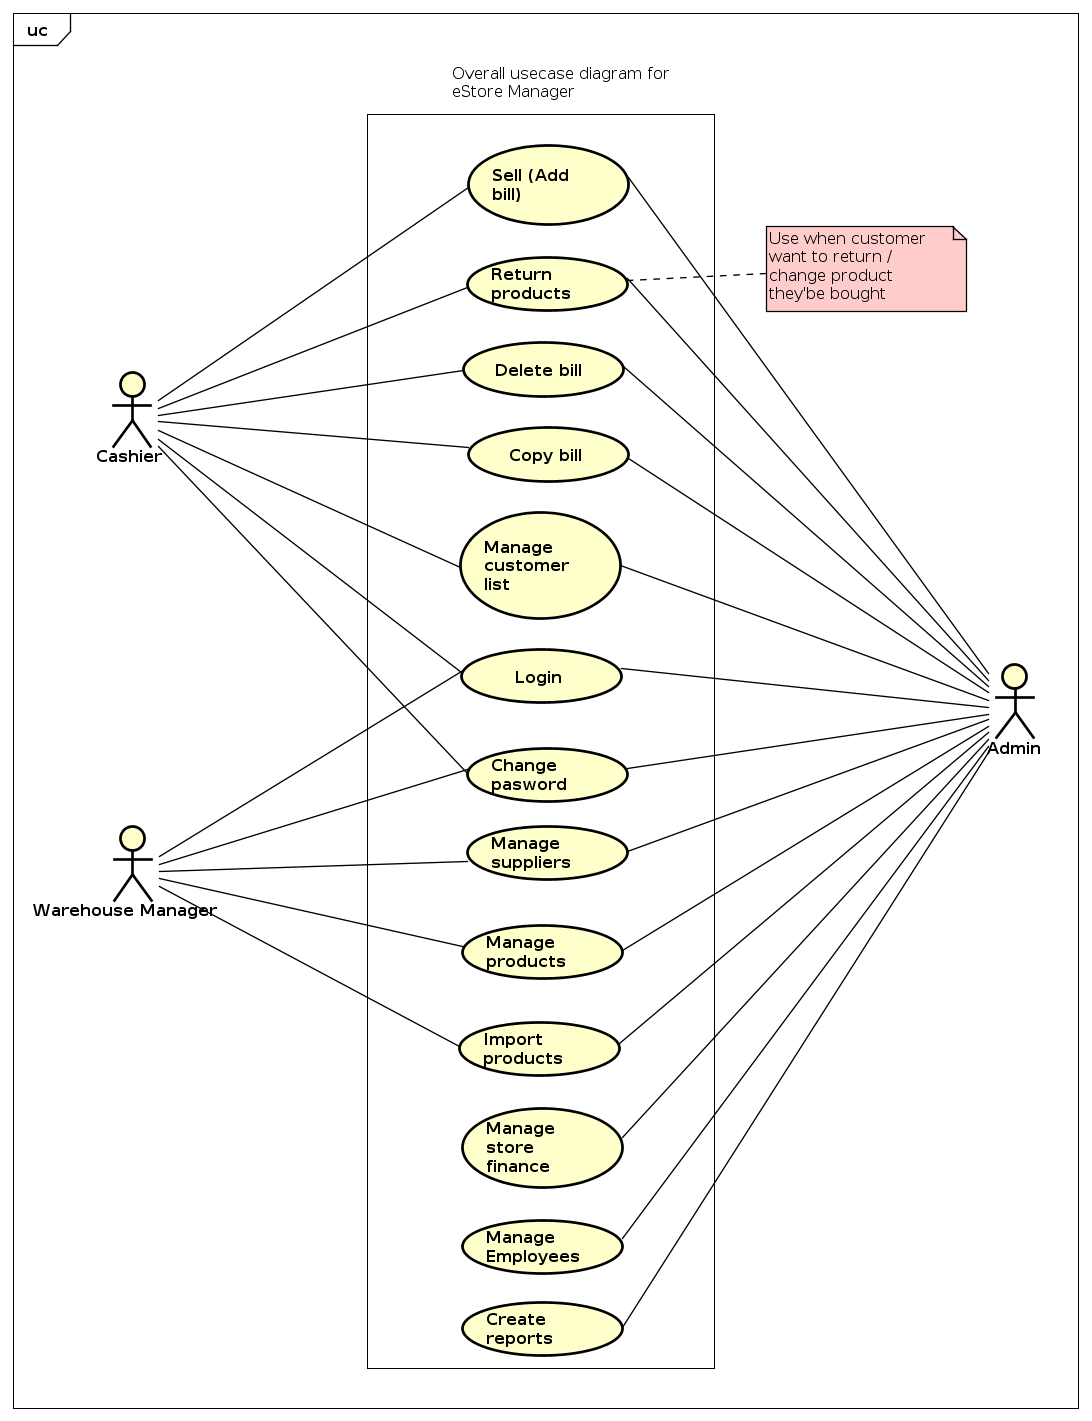 uc
Overall usecase diagram for
eStore Manager
Sell (Add
bill)
Use when customer
want to return /
change product
they'be bought
Return
products
Delete bill
Copy bill
Cashier
Manage
customer
list
Login
Admin
Change
pasword
Manage
suppliers
Warehouse Manager
Manage
products
Import
products
Manage
store
finance
Manage
Employees
Create
reports